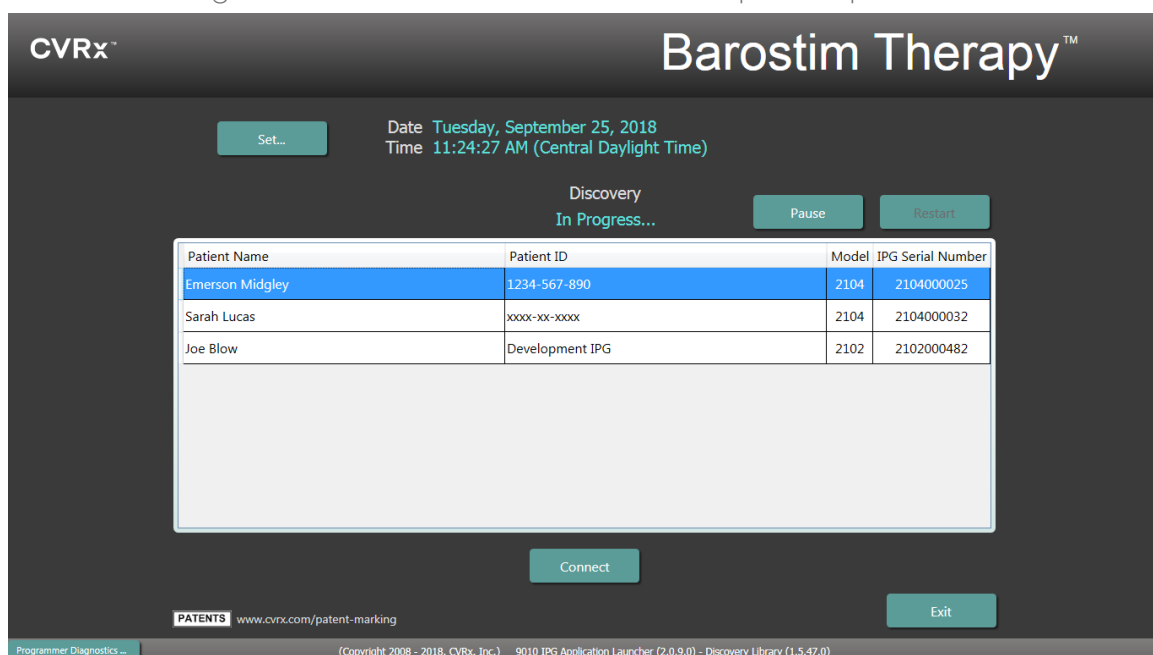 CVRx™
Barostim Therapy™
Set...
Date Tuesday, September 25, 2018
Time 11:24:27 AM (Central Daylight Time)
Discovery
In Progress...
Pause
Restart
Patient Name Patient ID Model IPG Serial Number
Emerson Midgley 1234-567-890 2104 2104000025
Sarah Lucas xxxx-xx-xxxx 2104 2104000032
Joe Blow Development IPG 2102 2102000482
Connect
Exit
PATENTS www.cvrx.com/patent-marking
Programmer Diagnostics ...
(Copyright 2008 - 2018, CVRx, Inc.) 9010 IPG Application Launcher (2.0.9.0) - Discovery Library (1.5.47.0)